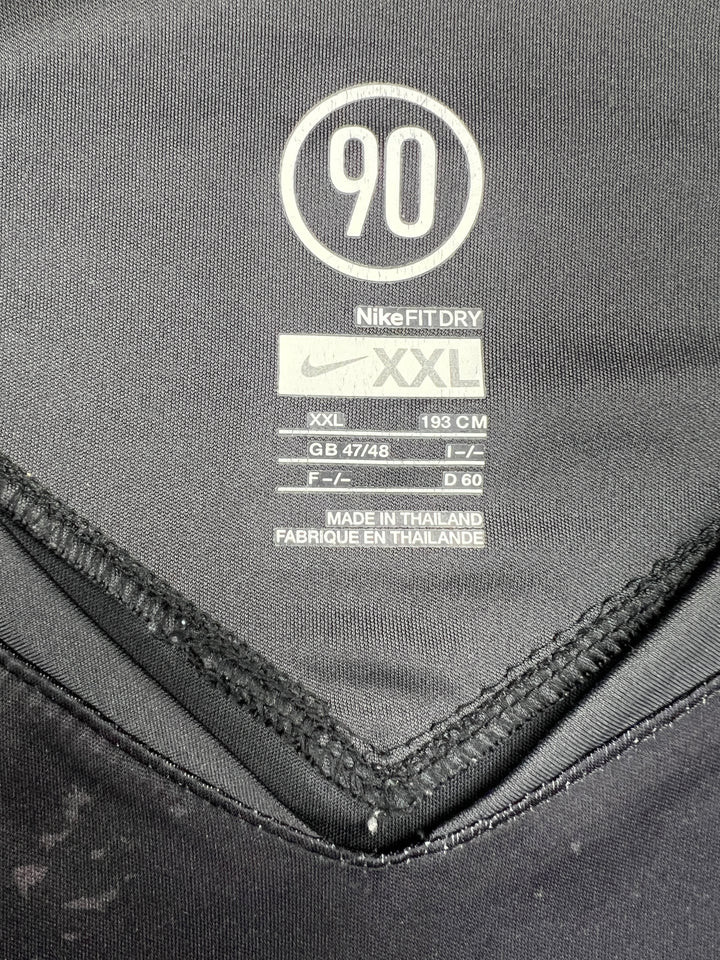 90
NikeFITDRY
XXL
XXL 193 CM
GB 47/48 I -/-
F -/- D 60
MADE IN THAILAND
FABRIQUE EN THAILANDE